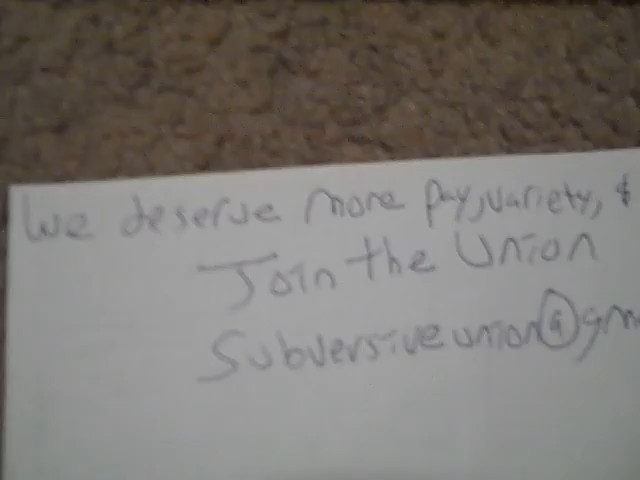 We deserve more pay, variety, &
Join the Union
Subversiveunion@gm